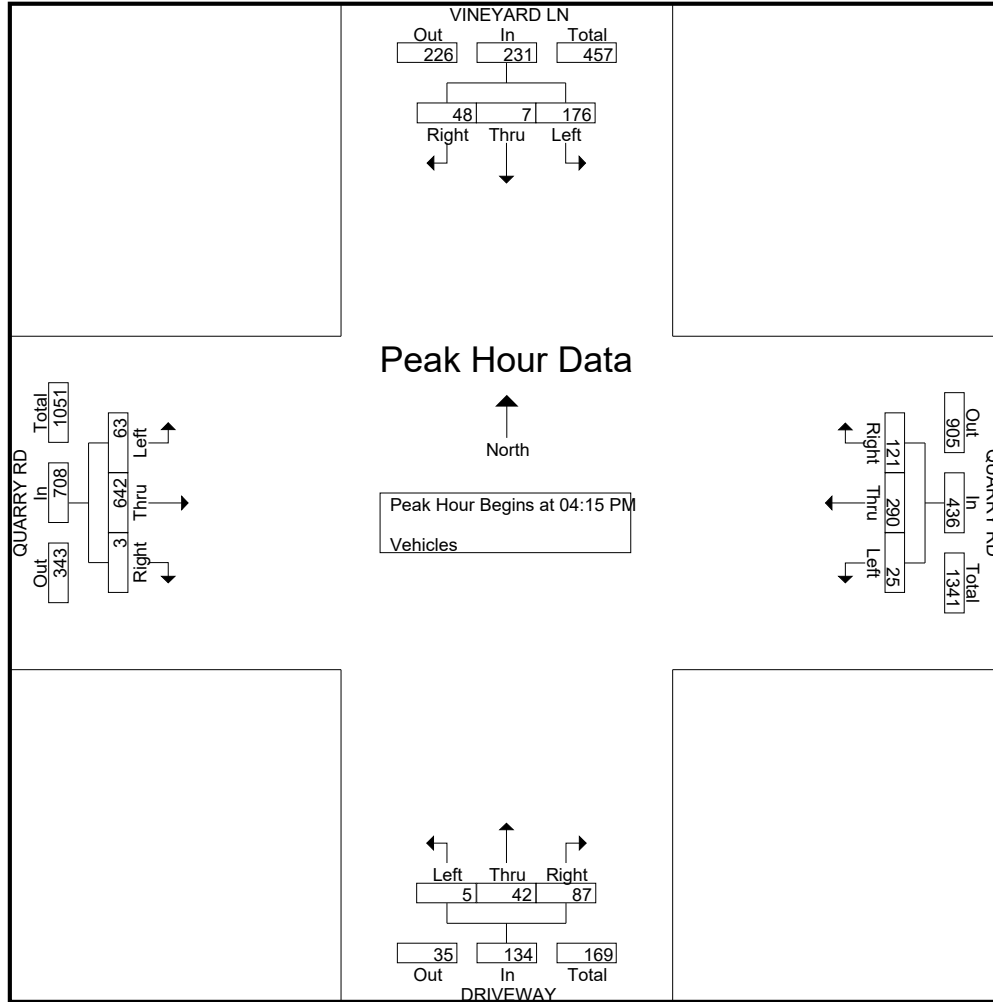 VINEYARD LN
Out In Total
226 231 457
48 7 176
Right Thru Left
Peak Hour Data
North
Peak Hour Begins at 04:15 PM
Vehicles
QUARRY RD
Out In Total
343 708 1051
63 642 3
Left Thru Right
QUARRY RD
Out In Total
905 436 1341
Right Thru Left
121 290 25
Left Thru Right
5 42 87
35 134 169
Out In Total
DRIVEWAY